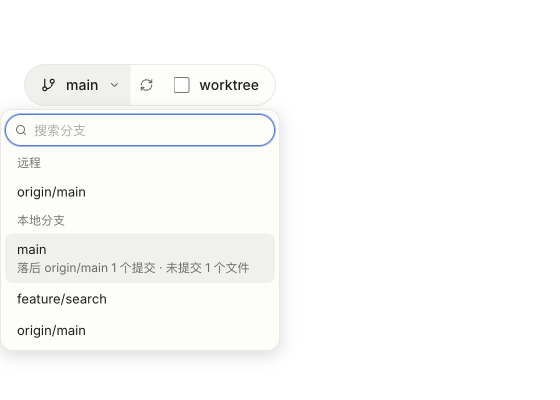 main
worktree
搜索分支
远程
origin/main
本地分支
main
落后 origin/main 1 个提交 · 未提交 1 个文件
feature/search
origin/main